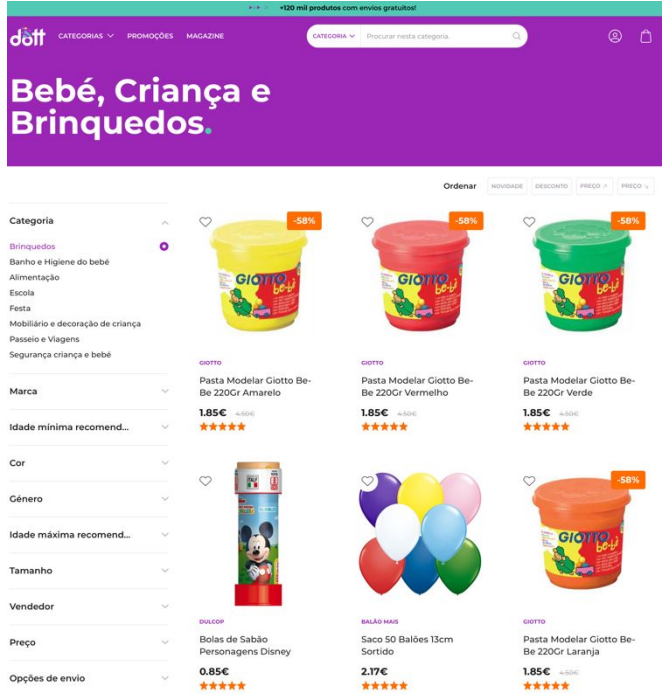 +120 mil produtos com envios gratuitos!
dott
CATEGORIAS
PROMOÇÕES
MAGAZINE
CATEGORIA
Procurar nesta categoria.
Bebé, Criança e
Brinquedos.
Ordenar
NOVIDADE
DESCONTO
PREÇO
PREÇO
Categoria
Brinquedos
Banho e Higiene do bebé
Alimentação
Escola
Festa
Mobiliário e decoração de criança
Passeio e Viagens
Segurança criança e bebé
Marca
Idade mínima recomend...
Cor
Género
Idade máxima recomend...
Tamanho
Vendedor
Preço
Opções de envio
-58%
GIOTTO
be-bè
GIOTTO
Pasta Modelar Giotto Be-
Be 220Gr Amarelo
1.85€ 4.50€
-58%
GIOTTO
be-bè
GIOTTO
Pasta Modelar Giotto Be-
Be 220Gr Vermelho
1.85€ 4.50€
-58%
GIOTTO
be-bè
GIOTTO
Pasta Modelar Giotto Be-
Be 220Gr Verde
1.85€ 4.50€
ITALY
DULCOP
Bolas de Sabão
Personagens Disney
0.85€
BALÃO MAIS
Saco 50 Balões 13cm
Sortido
2.17€
-58%
GIOTTO
be-bè
GIOTTO
Pasta Modelar Giotto Be-
Be 220Gr Laranja
1.85€ 4.50€